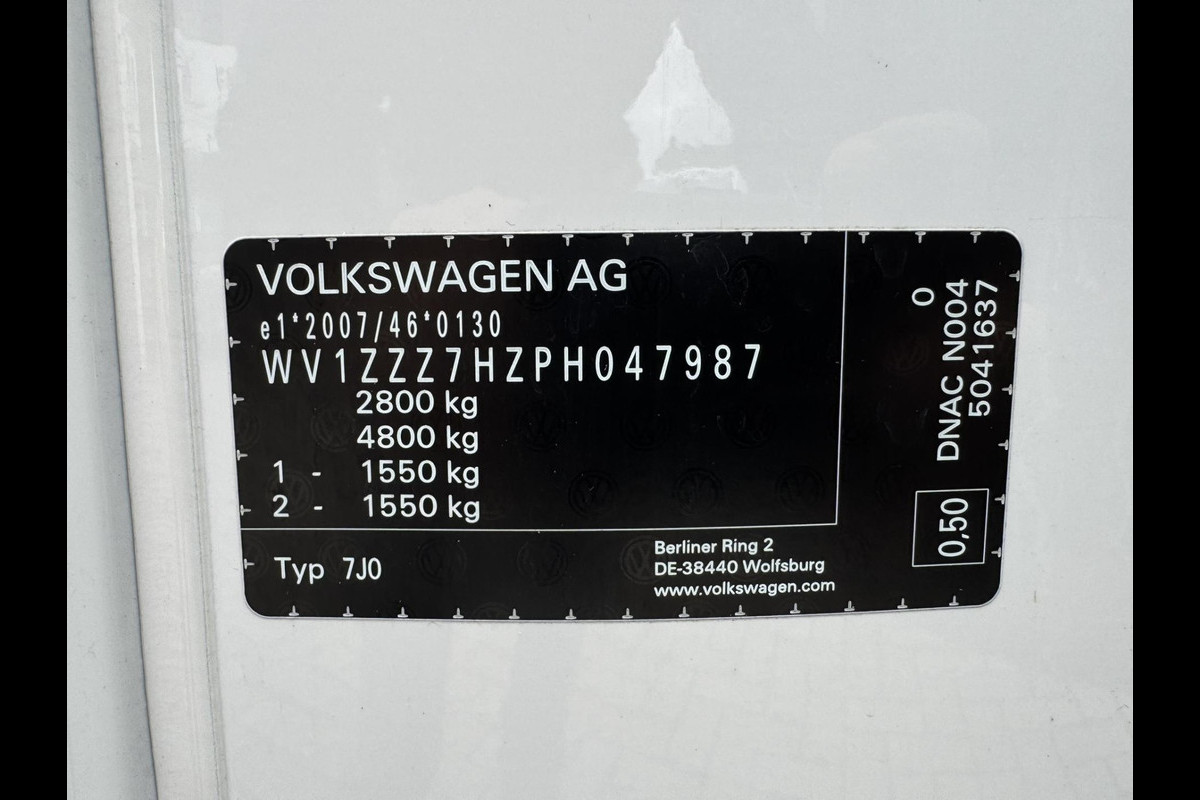 VOLKSWAGEN AG
e1*2007/46*0130
WV1ZZZ7HZPH047987
2800 kg
4800 kg
1 - 1550 kg
2 - 1550 kg
Typ 7J0
Berliner Ring 2
DE-38440 Wolfsburg
www.volkswagen.com
0
DNAC N004
5041637
0,50